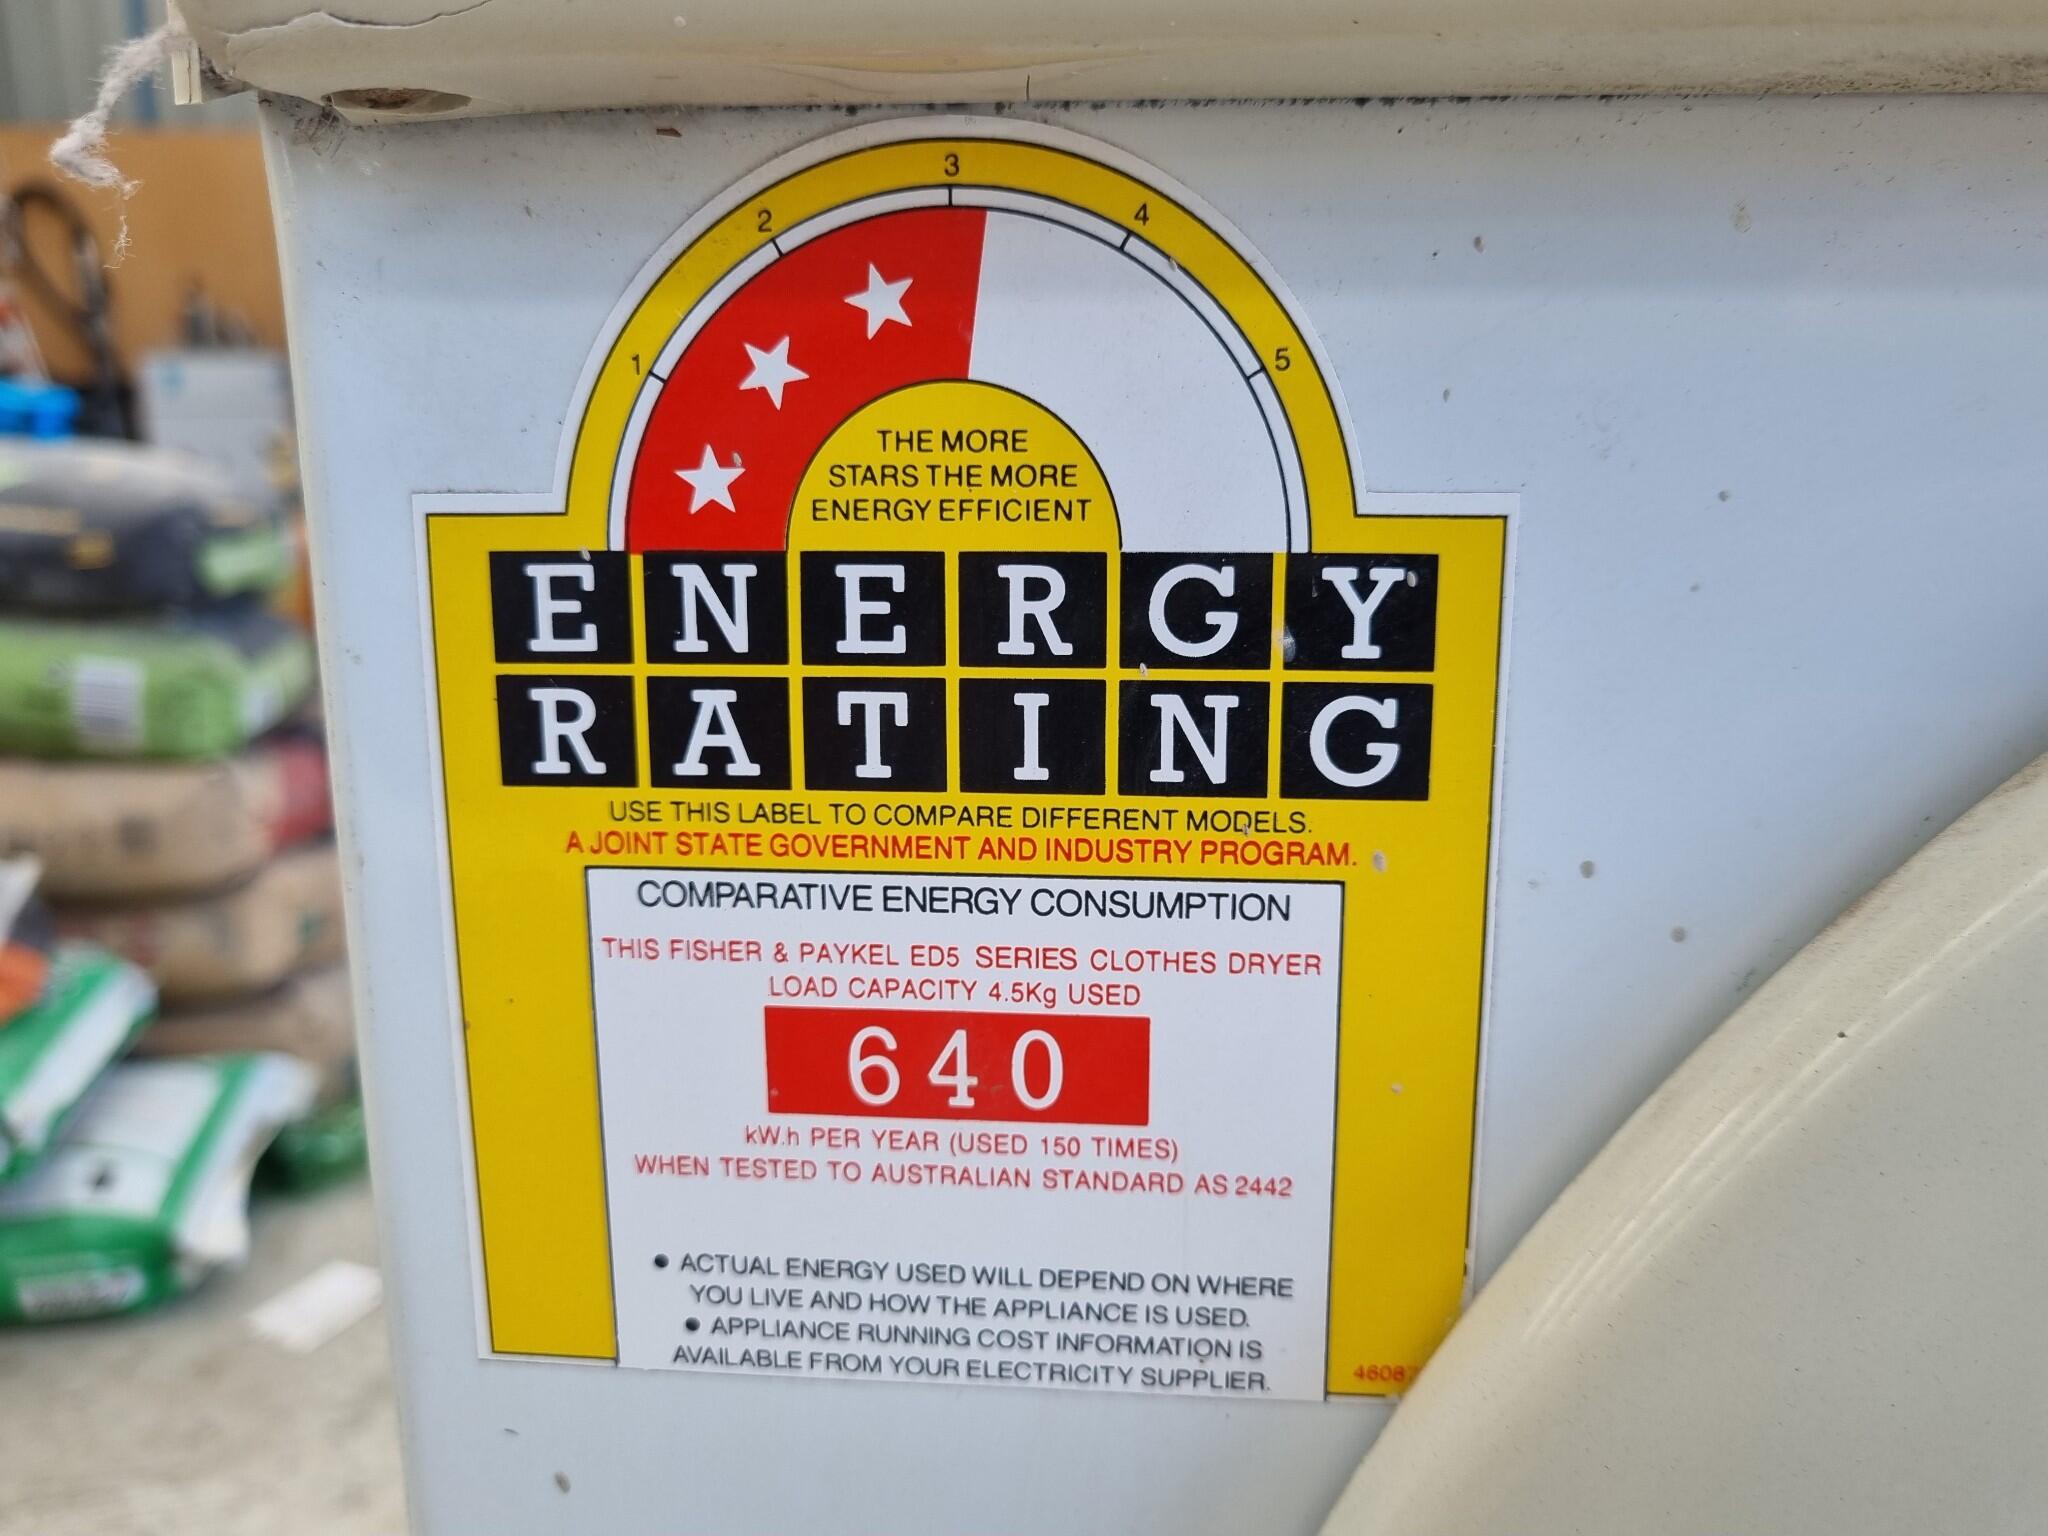 1 2 3 4 5
THE MORE
STARS THE MORE
ENERGY EFFICIENT
ENERGY
RATING
USE THIS LABEL TO COMPARE DIFFERENT MODELS.
A JOINT STATE GOVERNMENT AND INDUSTRY PROGRAM.
COMPARATIVE ENERGY CONSUMPTION
THIS FISHER & PAYKEL ED5 SERIES CLOTHES DRYER
LOAD CAPACITY 4.5Kg USED
640
kW.h PER YEAR (USED 150 TIMES)
WHEN TESTED TO AUSTRALIAN STANDARD AS 2442
● ACTUAL ENERGY USED WILL DEPEND ON WHERE
YOU LIVE AND HOW THE APPLIANCE IS USED.
● APPLIANCE RUNNING COST INFORMATION IS
AVAILABLE FROM YOUR ELECTRICITY SUPPLIER.